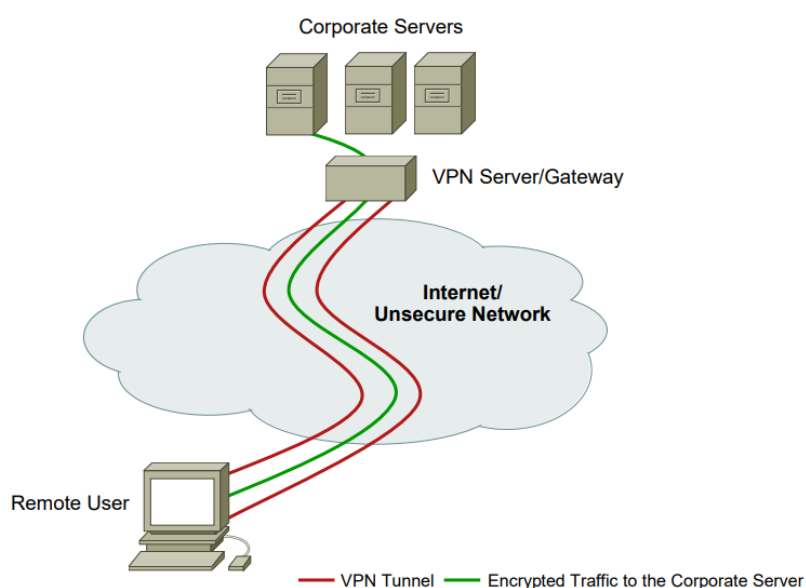 Corporate Servers
VPN Server/Gateway
Internet/
Unsecure Network
Remote User
VPN Tunnel
Encrypted Traffic to the Corporate Server